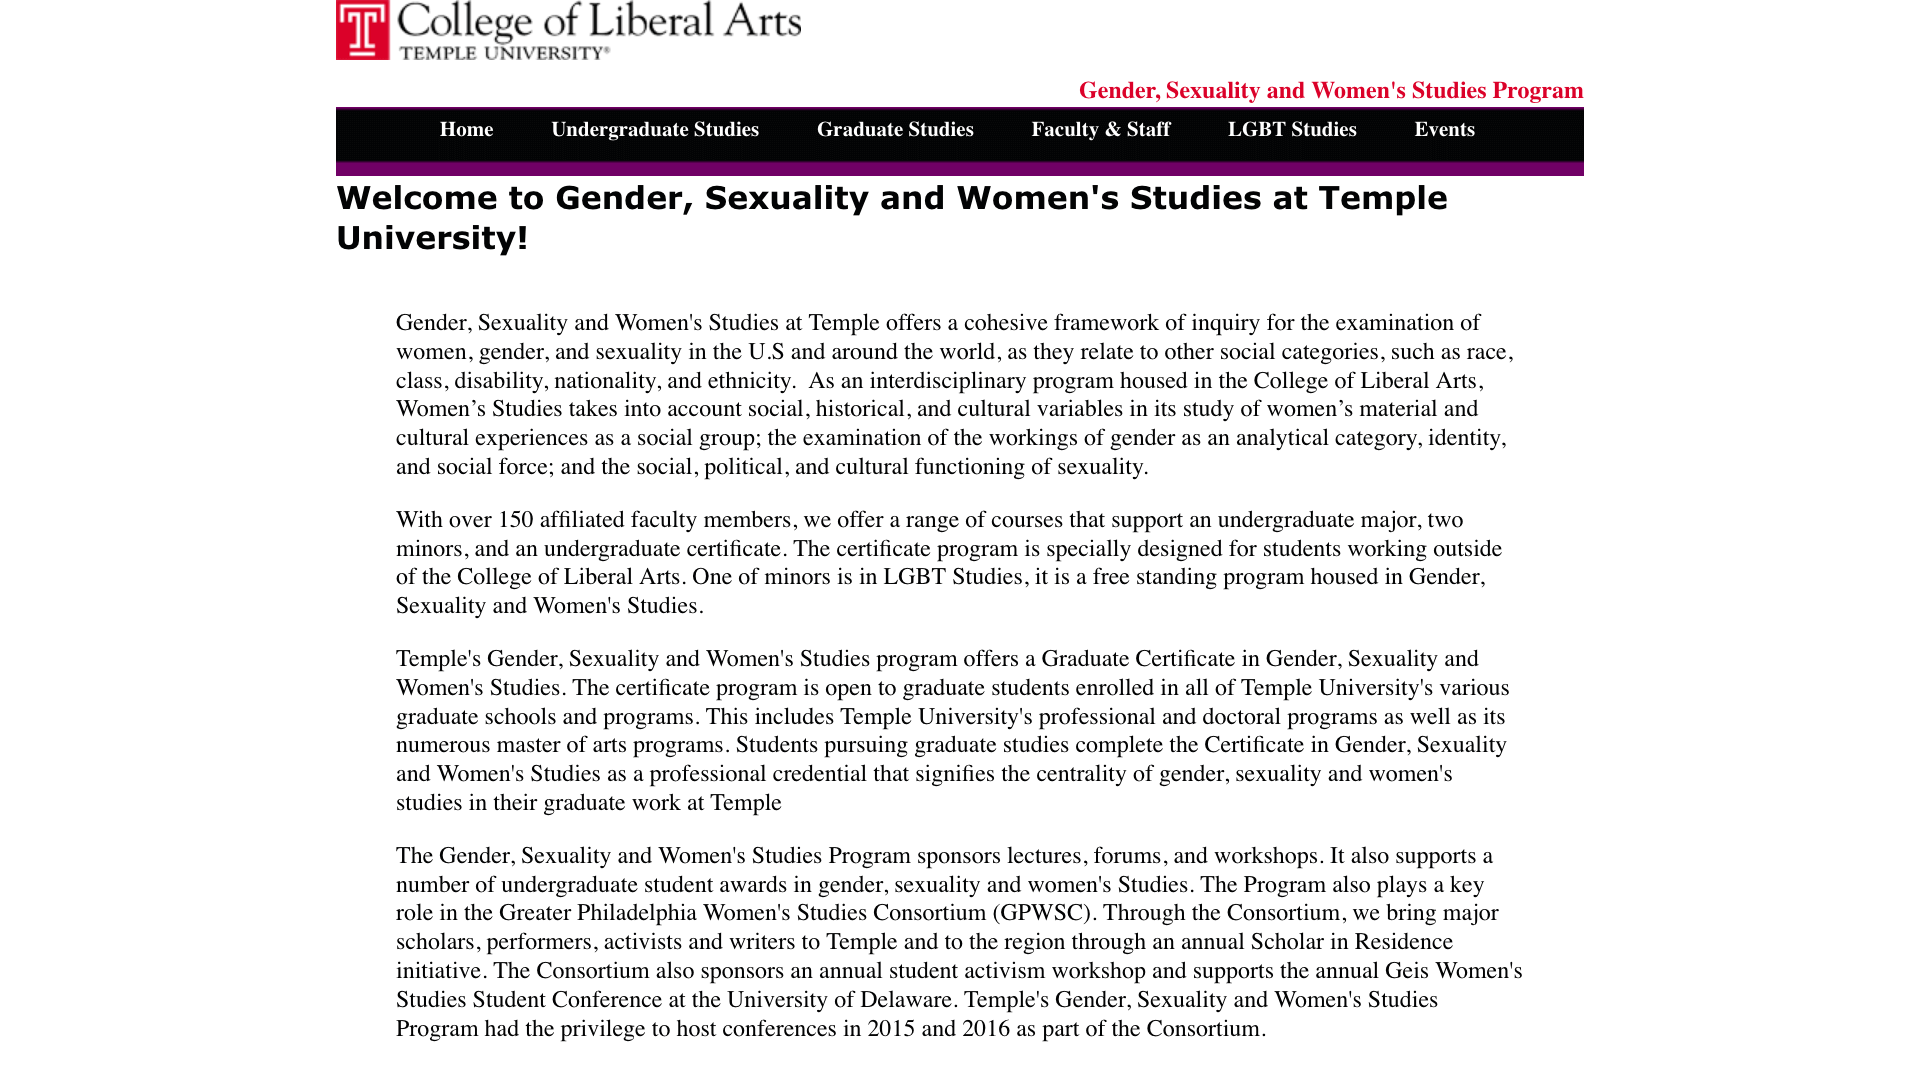 College of Liberal Arts
TEMPLE UNIVERSITY®
Gender, Sexuality and Women's Studies Program
Home Undergraduate Studies Graduate Studies Faculty & Staff LGBT Studies Events
Welcome to Gender, Sexuality and Women's Studies at Temple
University!
Gender, Sexuality and Women's Studies at Temple offers a cohesive framework of inquiry for the examination of
women, gender, and sexuality in the U.S and around the world, as they relate to other social categories, such as race,
class, disability, nationality, and ethnicity.  As an interdisciplinary program housed in the College of Liberal Arts,
Women’s Studies takes into account social, historical, and cultural variables in its study of women’s material and
cultural experiences as a social group; the examination of the workings of gender as an analytical category, identity,
and social force; and the social, political, and cultural functioning of sexuality.
With over 150 affiliated faculty members, we offer a range of courses that support an undergraduate major, two
minors, and an undergraduate certificate. The certificate program is specially designed for students working outside
of the College of Liberal Arts. One of minors is in LGBT Studies, it is a free standing program housed in Gender,
Sexuality and Women's Studies.
Temple's Gender, Sexuality and Women's Studies program offers a Graduate Certificate in Gender, Sexuality and
Women's Studies. The certificate program is open to graduate students enrolled in all of Temple University's various
graduate schools and programs. This includes Temple University's professional and doctoral programs as well as its
numerous master of arts programs. Students pursuing graduate studies complete the Certificate in Gender, Sexuality
and Women's Studies as a professional credential that signifies the centrality of gender, sexuality and women's
studies in their graduate work at Temple
The Gender, Sexuality and Women's Studies Program sponsors lectures, forums, and workshops. It also supports a
number of undergraduate student awards in gender, sexuality and women's Studies. The Program also plays a key
role in the Greater Philadelphia Women's Studies Consortium (GPWSC). Through the Consortium, we bring major
scholars, performers, activists and writers to Temple and to the region through an annual Scholar in Residence
initiative. The Consortium also sponsors an annual student activism workshop and supports the annual Geis Women's
Studies Student Conference at the University of Delaware. Temple's Gender, Sexuality and Women's Studies
Program had the privilege to host conferences in 2015 and 2016 as part of the Consortium.